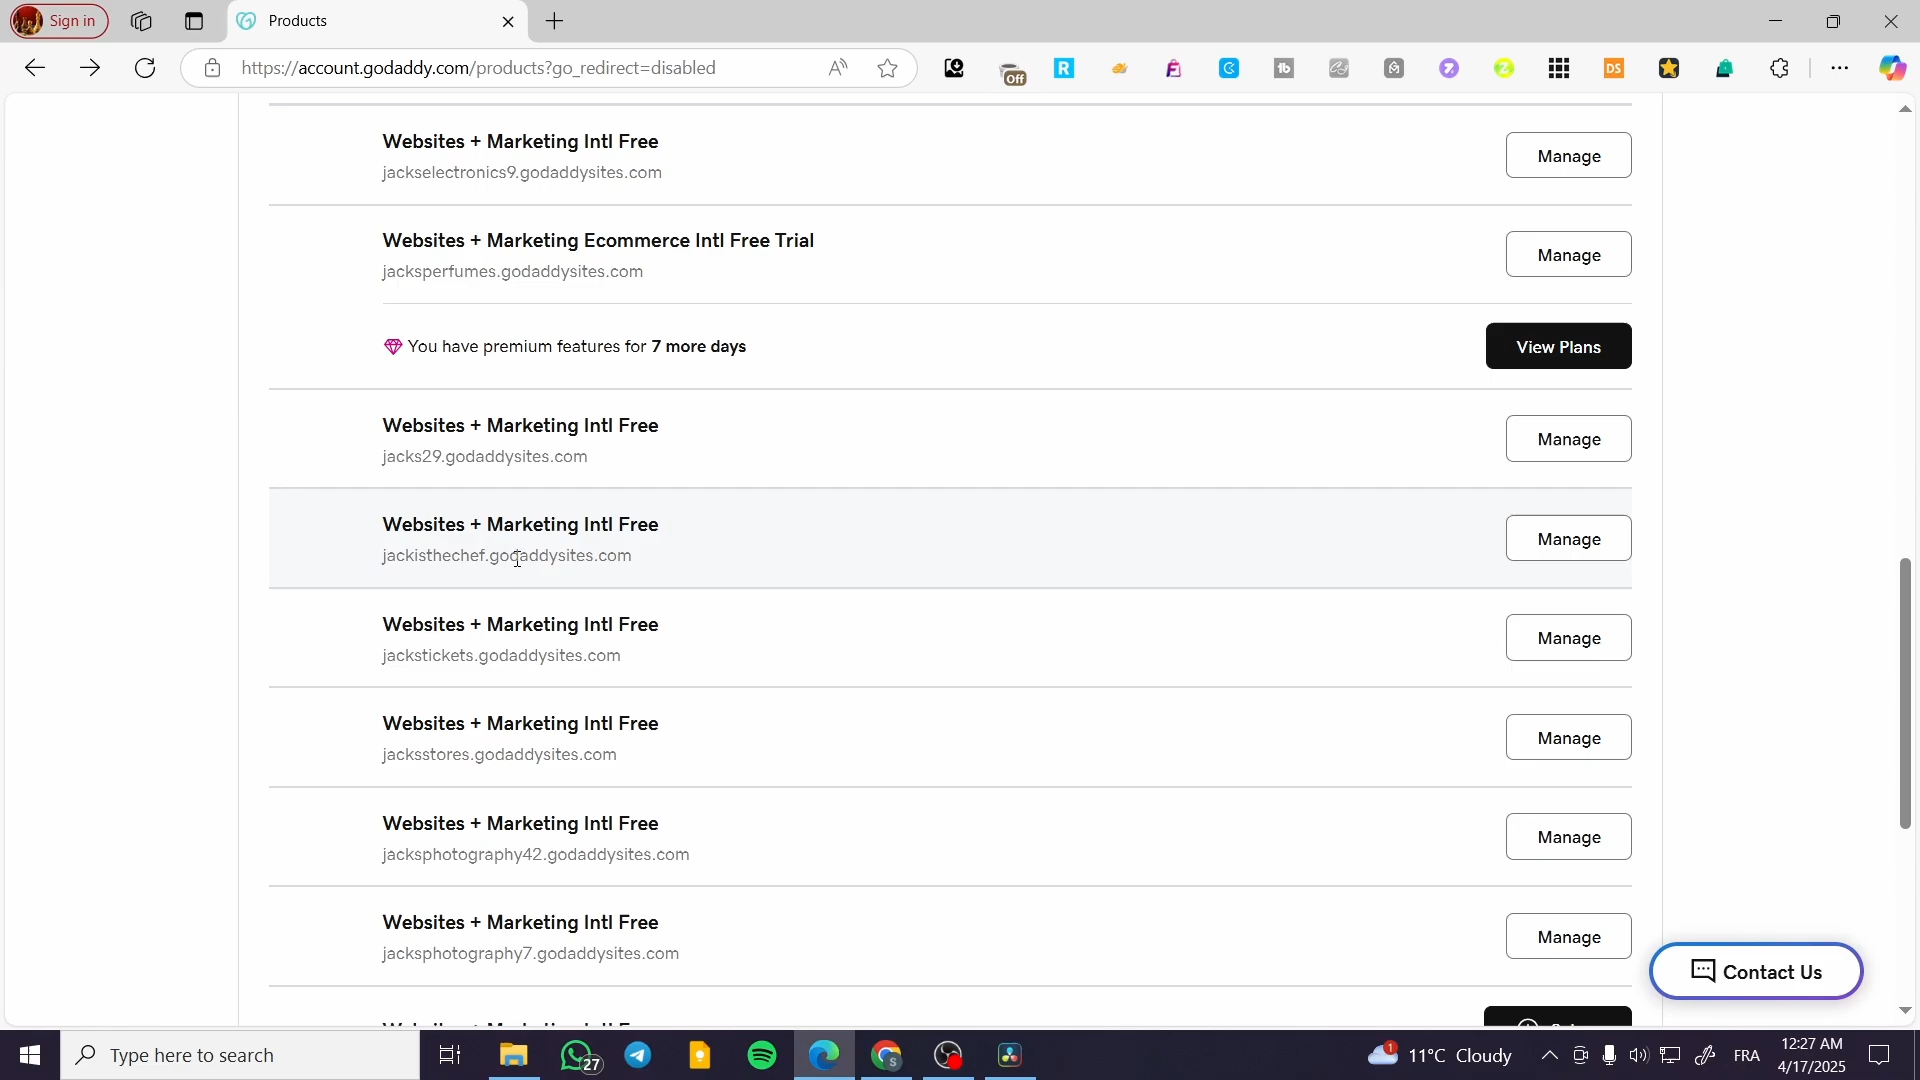 Sign in
Products
https://account.godaddy.com/products?go_redirect=disabled
Off
Websites + Marketing Intl Free
jackselectronics9.godaddysites.com
Manage
Websites + Marketing Ecommerce Intl Free Trial
jacksperfumes.godaddysites.com
Manage
You have premium features for 7 more days
View Plans
Websites + Marketing Intl Free
jacks29.godaddysites.com
Manage
Websites + Marketing Intl Free
jackisthechef.godaddysites.com
Manage
Websites + Marketing Intl Free
jackstickets.godaddysites.com
Manage
Websites + Marketing Intl Free
jacksstores.godaddysites.com
Manage
Websites + Marketing Intl Free
jacksphotography42.godaddysites.com
Manage
Websites + Marketing Intl Free
jacksphotography7.godaddysites.com
Manage
Contact Us
Type here to search
27
1
11°C Cloudy
FRA
12:27 AM
4/17/2025